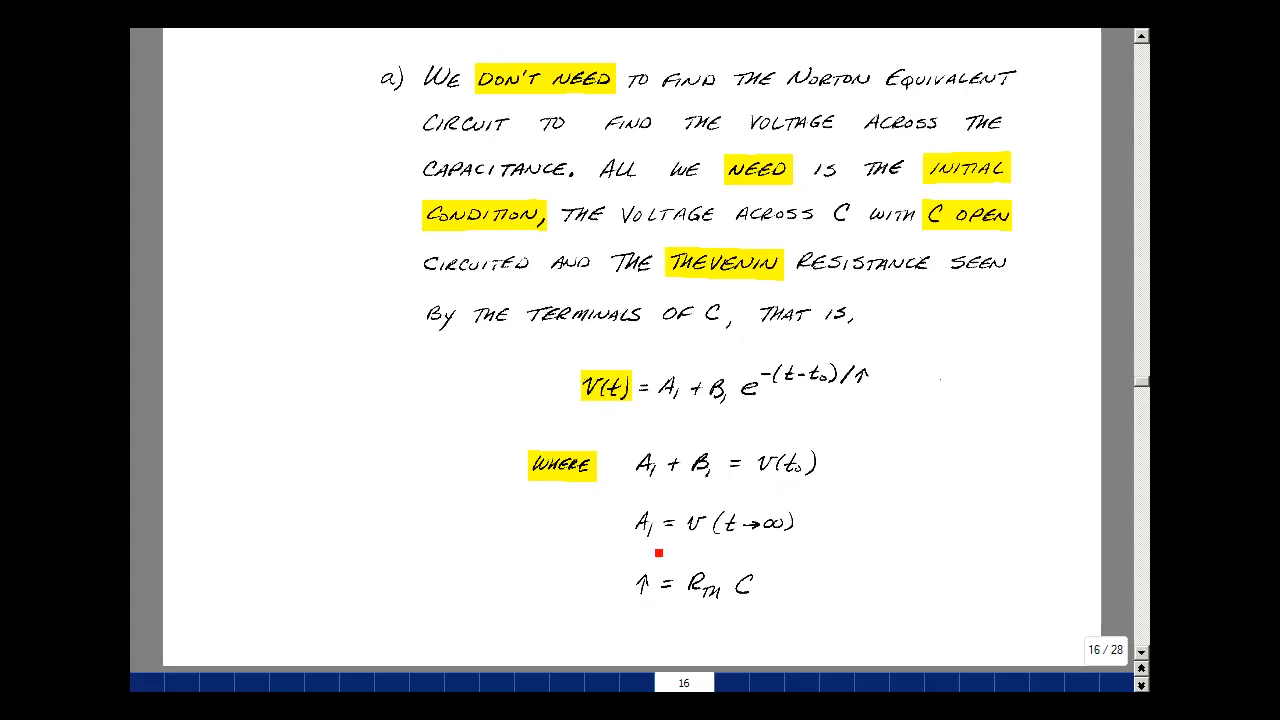 a) WE DON'T NEED TO FIND THE NORTON EQUIVALENT
CIRCUIT TO FIND THE VOLTAGE ACROSS THE
CAPACITANCE. ALL WE NEED IS THE INITIAL
CONDITION, THE VOLTAGE ACROSS C WITH C OPEN
CIRCUITED AND THE THEVENIN RESISTANCE SEEN
BY THE TERMINALS OF C, THAT IS,
v(t) = A₁ + B₁ e^-(t-t₀)/↑
WHERE A₁ + B₁ = v(t₀)
A₁ = v(t→∞)
↑ = R_TH C
16 / 28
16